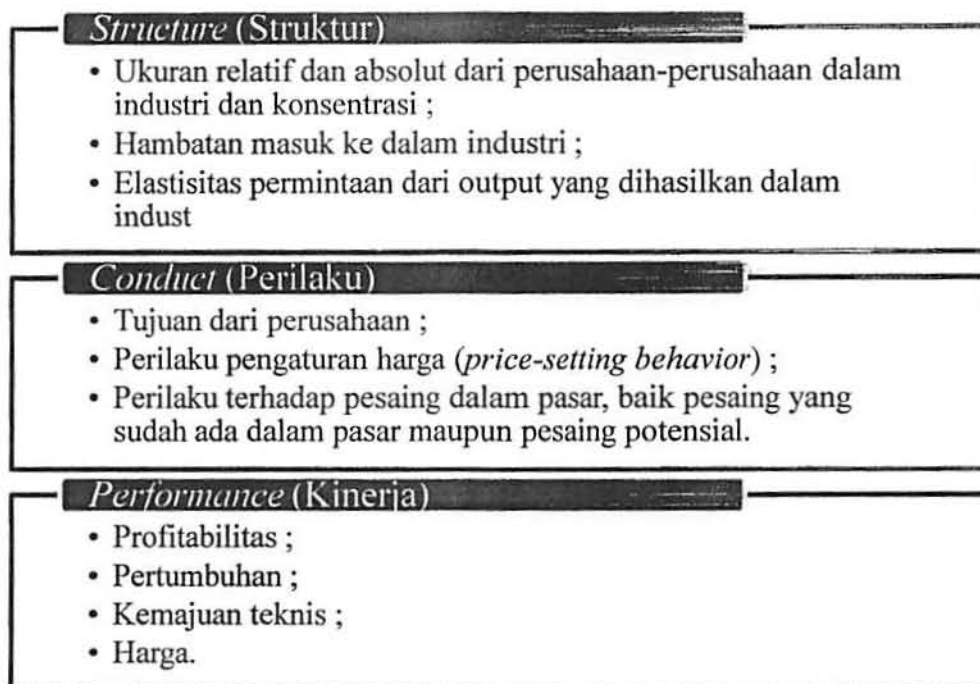 Structure (Struktur)
• Ukuran relatif dan absolut dari perusahaan-perusahaan dalam
industri dan konsentrasi ;
• Hambatan masuk ke dalam industri ;
• Elastisitas permintaan dari output yang dihasilkan dalam
indust
Conduct (Perilaku)
• Tujuan dari perusahaan ;
• Perilaku pengaturan harga (price-setting behavior) ;
• Perilaku terhadap pesaing dalam pasar, baik pesaing yang
sudah ada dalam pasar maupun pesaing potensial.
Performance (Kinerja)
• Profitabilitas ;
• Pertumbuhan ;
• Kemajuan teknis ;
• Harga.